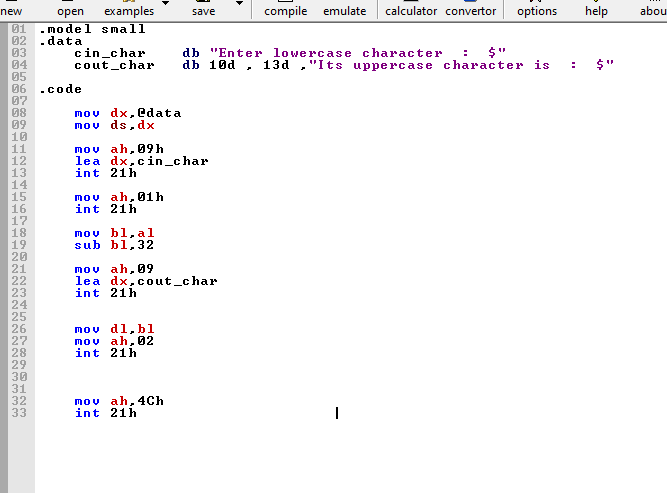 new open examples save compile emulate calculator convertor options help abou
01 .model small
02 .data
03 cin_char db "Enter lowercase character : $"
04 cout_char db 10d , 13d ,"Its uppercase character is : $"
05
06 .code
07
08 mov dx,@data
09 mov ds,dx
10
11 mov ah,09h
12 lea dx,cin_char
13 int 21h
14
15 mov ah,01h
16 int 21h
17
18 mov bl,al
19 sub bl,32
20
21 mov ah,09
22 lea dx,cout_char
23 int 21h
24
25
26 mov dl,bl
27 mov ah,02
28 int 21h
29
30
31
32 mov ah,4Ch
33 int 21h